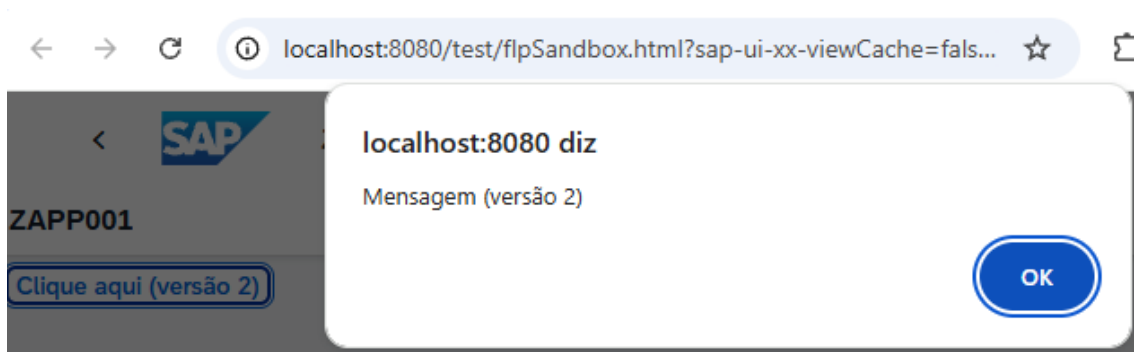 localhost:8080/test/flpSandbox.html?sap-ui-xx-viewCache=fals...
SAP
localhost:8080 diz
Mensagem (versão 2)
ZAPP001
Clique aqui (versão 2)
OK